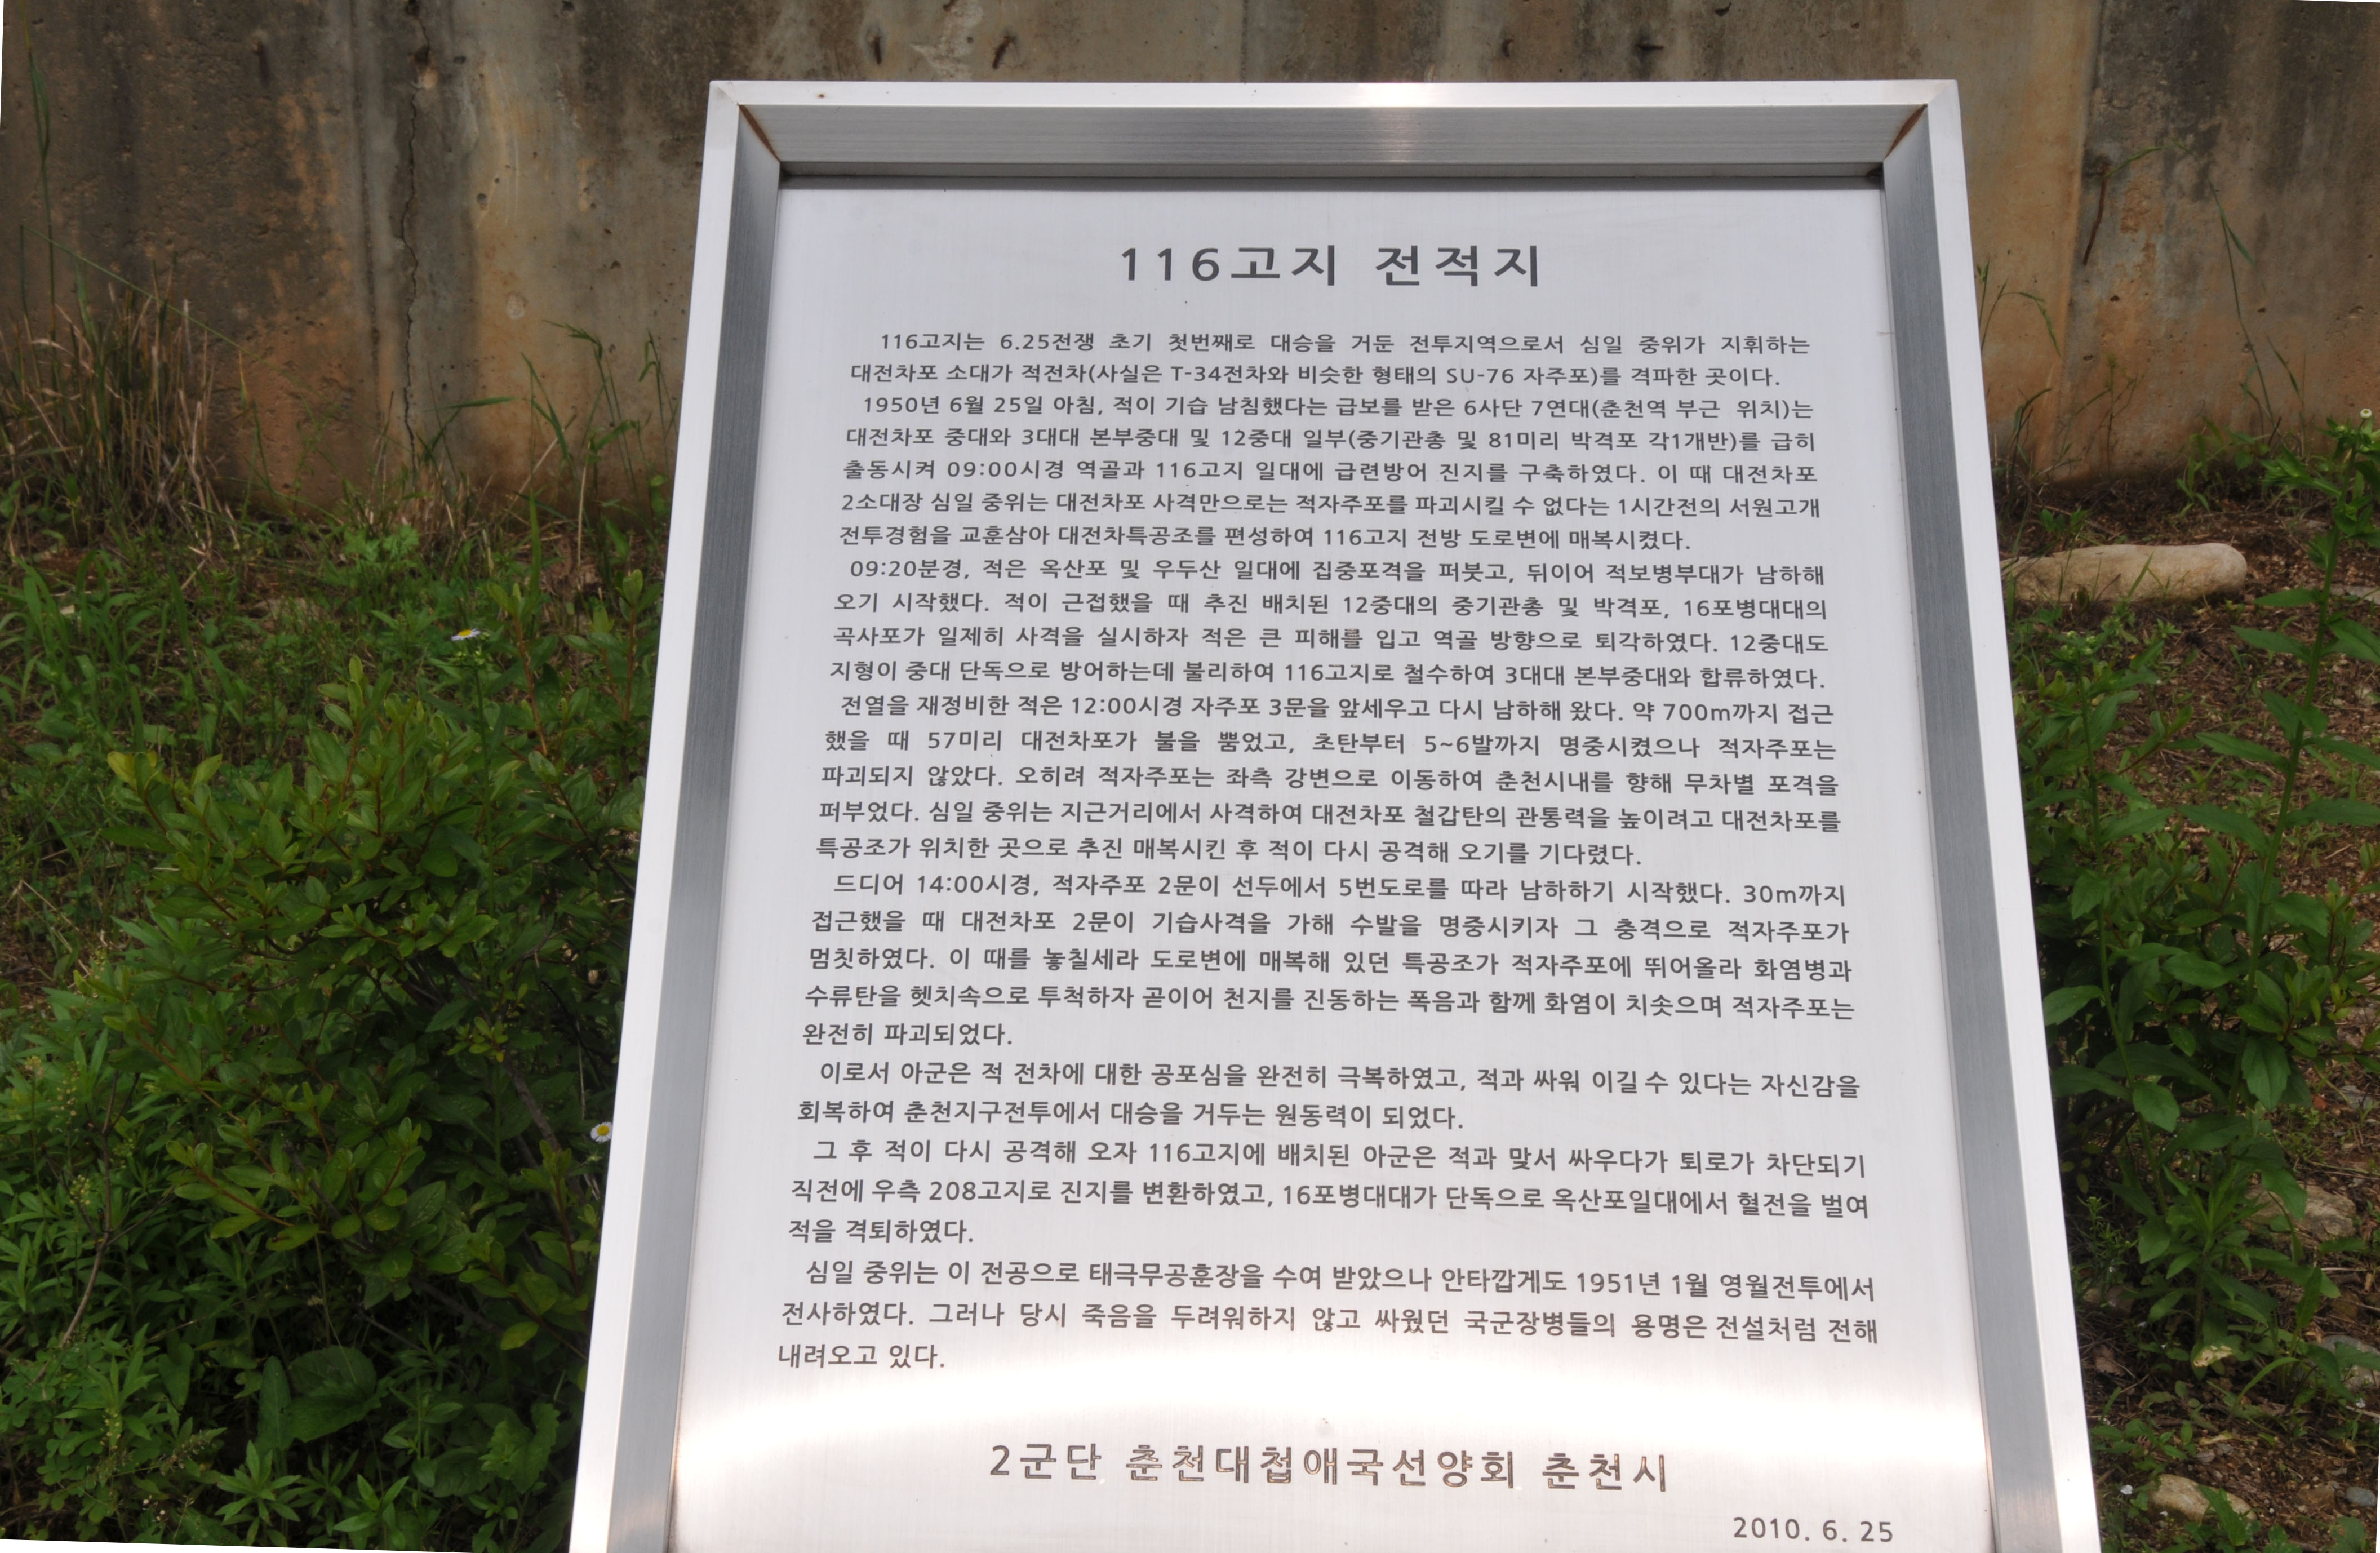 116고지 전적지
116고지는 6.25전쟁 초기 첫번째로 대승을 거둔 전투지역으로서 심일 중위가 지휘하는
대전차포 소대가 적전차(사실은 T-34전차와 비슷한 형태의 SU-76 자주포)를 격파한 곳이다.
1950년 6월 25일 아침, 적이 기습 남침했다는 급보를 받은 6사단 7연대(춘천역 부근 위치)는
대전차포 중대와 3대대 본부중대 및 12중대 일부(중기관총 및 81미리 박격포 각1개반)를 급히
출동시켜 09:00시경 역골과 116고지 일대에 급련방어 진지를 구축하였다. 이 때 대전차포
2소대장 심일 중위는 대전차포 사격만으로는 적자주포를 파괴시킬 수 없다는 1시간전의 서원고개
전투경험을 교훈삼아 대전차특공조를 편성하여 116고지 전방 도로변에 매복시켰다.
09:20분경, 적은 옥산포 및 우두산 일대에 집중포격을 퍼붓고, 뒤이어 적보병부대가 남하해
오기 시작했다. 적이 근접했을 때 추진 배치된 12중대의 중기관총 및 박격포, 16포병대대의
곡사포가 일제히 사격을 실시하자 적은 큰 피해를 입고 역골 방향으로 퇴각하였다. 12중대도
지형이 중대 단독으로 방어하는데 불리하여 116고지로 철수하여 3대대 본부중대와 합류하였다.
전열을 재정비한 적은 12:00시경 자주포 3문을 앞세우고 다시 남하해 왔다. 약 700m까지 접근
했을 때 57미리 대전차포가 불을 뿜었고, 초탄부터 5~6발까지 명중시켰으나 적자주포는
파괴되지 않았다. 오히려 적자주포는 좌측 강변으로 이동하여 춘천시내를 향해 무차별 포격을
퍼부었다. 심일 중위는 지근거리에서 사격하여 대전차포 철갑탄의 관통력을 높이려고 대전차포를
특공조가 위치한 곳으로 추진 매복시킨 후 적이 다시 공격해 오기를 기다렸다.
드디어 14:00시경, 적자주포 2문이 선두에서 5번도로를 따라 남하하기 시작했다. 30m까지
접근했을 때 대전차포 2문이 기습사격을 가해 수발을 명중시키자 그 충격으로 적자주포가
멈칫하였다. 이 때를 놓칠세라 도로변에 매복해 있던 특공조가 적자주포에 뛰어올라 화염병과
수류탄을 헷치속으로 투척하자 곧이어 천지를 진동하는 폭음과 함께 화염이 치솟으며 적자주포는
완전히 파괴되었다.
이로서 아군은 적 전차에 대한 공포심을 완전히 극복하였고, 적과 싸워 이길 수 있다는 자신감을
회복하여 춘천지구전투에서 대승을 거두는 원동력이 되었다.
그 후 적이 다시 공격해 오자 116고지에 배치된 아군은 적과 맞서 싸우다가 퇴로가 차단되기
직전에 우측 208고지로 진지를 변환하였고, 16포병대대가 단독으로 옥산포일대에서 혈전을 벌여
적을 격퇴하였다.
심일 중위는 이 전공으로 태극무공훈장을 수여 받았으나 안타깝게도 1951년 1월 영월전투에서
전사하였다. 그러나 당시 죽음을 두려워하지 않고 싸웠던 국군장병들의 용명은 전설처럼 전해
내려오고 있다.
2군단 춘천대첩애국선양회 춘천시
2010. 6. 25